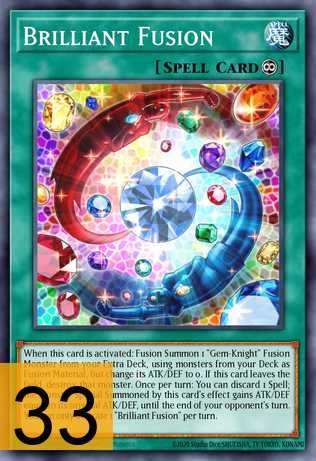 BRILLIANT FUSION
魔
[SPELL CARD∞]
When this card is activated: Fusion Summon 1 "Gem-Knight" Fusion
Monster from your Extra Deck, using monsters from your Deck as
Fusion Material, but change its ATK/DEF to 0. If this card leaves the
field, destroy that monster. Once per turn: You can discard 1 Spell;
Summoned by this card's effect gains ATK/DEF
ATK/DEF, until the end of your opponent's turn.
1 "Brilliant Fusion" per turn.
33
©2020 Studio Dice/SHUEISHA, TV TOKYO, KONAMI